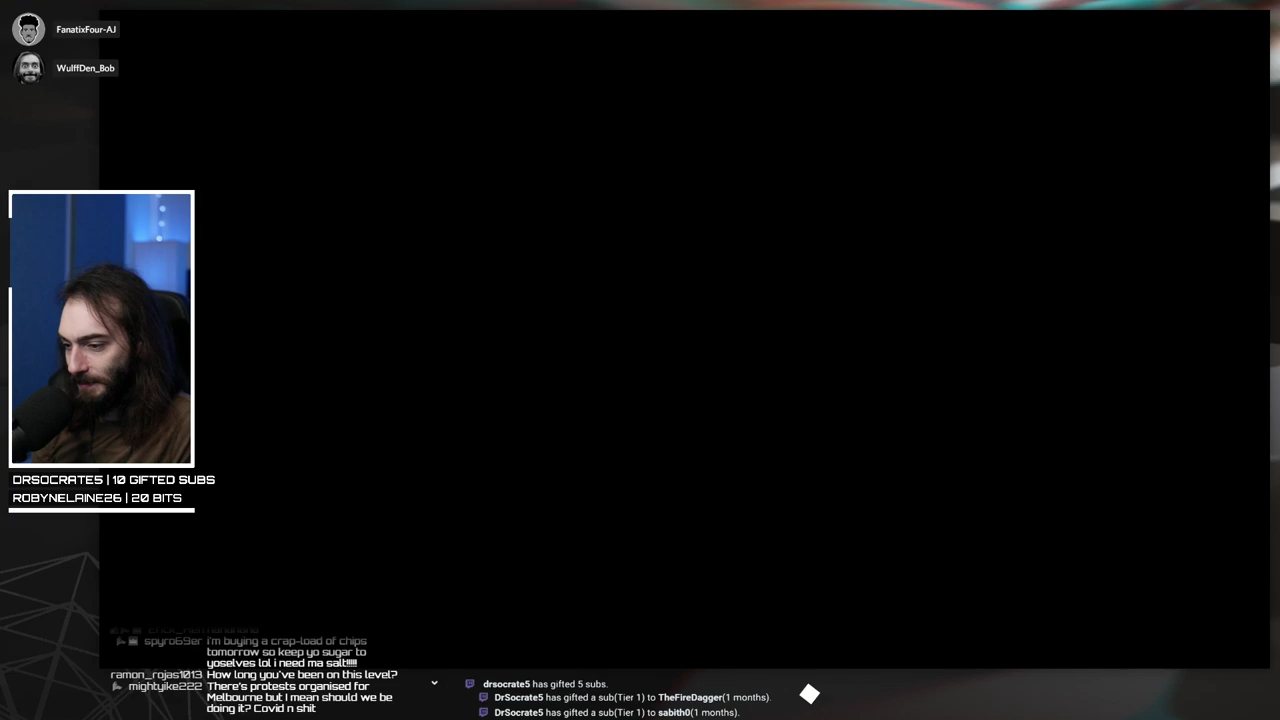 FanatixFour-AJ
WulffDen_Bob
DRSOCRATE5 | 10 GIFTED SUBS
ROBYNELAINE26 | 20 BITS
spyro69er i'm buying a crap-load of chips
tomorrow so keep yo sugar to
yoselves lol i need ma salt!!!!!
ramon_rojas1013 How long you've been on this level?
mightyike222 There's protests organised for
Melbourne but I mean should we be
doing it? Covid n shit
drsocrate5 has gifted 5 subs.
DrSocrate5 has gifted a sub(Tier 1) to TheFireDagger(1 months).
DrSocrate5 has gifted a sub(Tier 1) to sabith0(1 months).